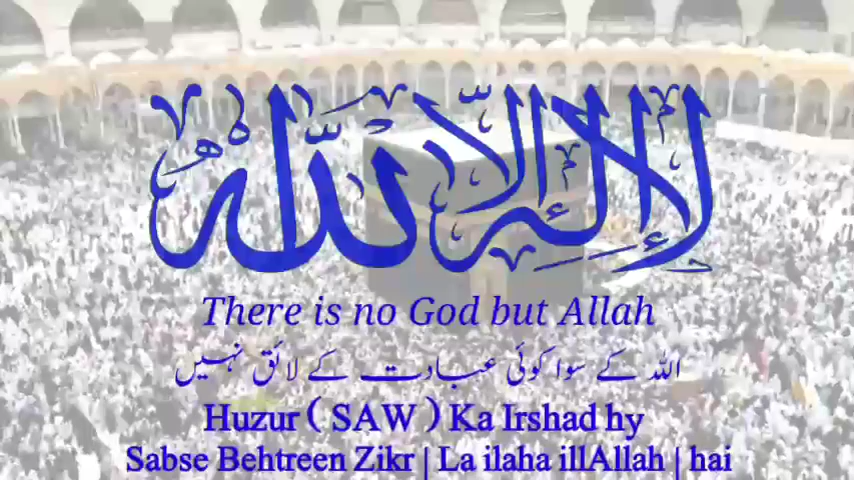 لا إله إلا الله
There is no God but Allah
اللہ کے سوا کوئی عبادت کے لائق نہیں
Huzur ( SAW ) Ka Irshad hy
Sabse Behtreen Zikr | La ilaha illAllah | hai